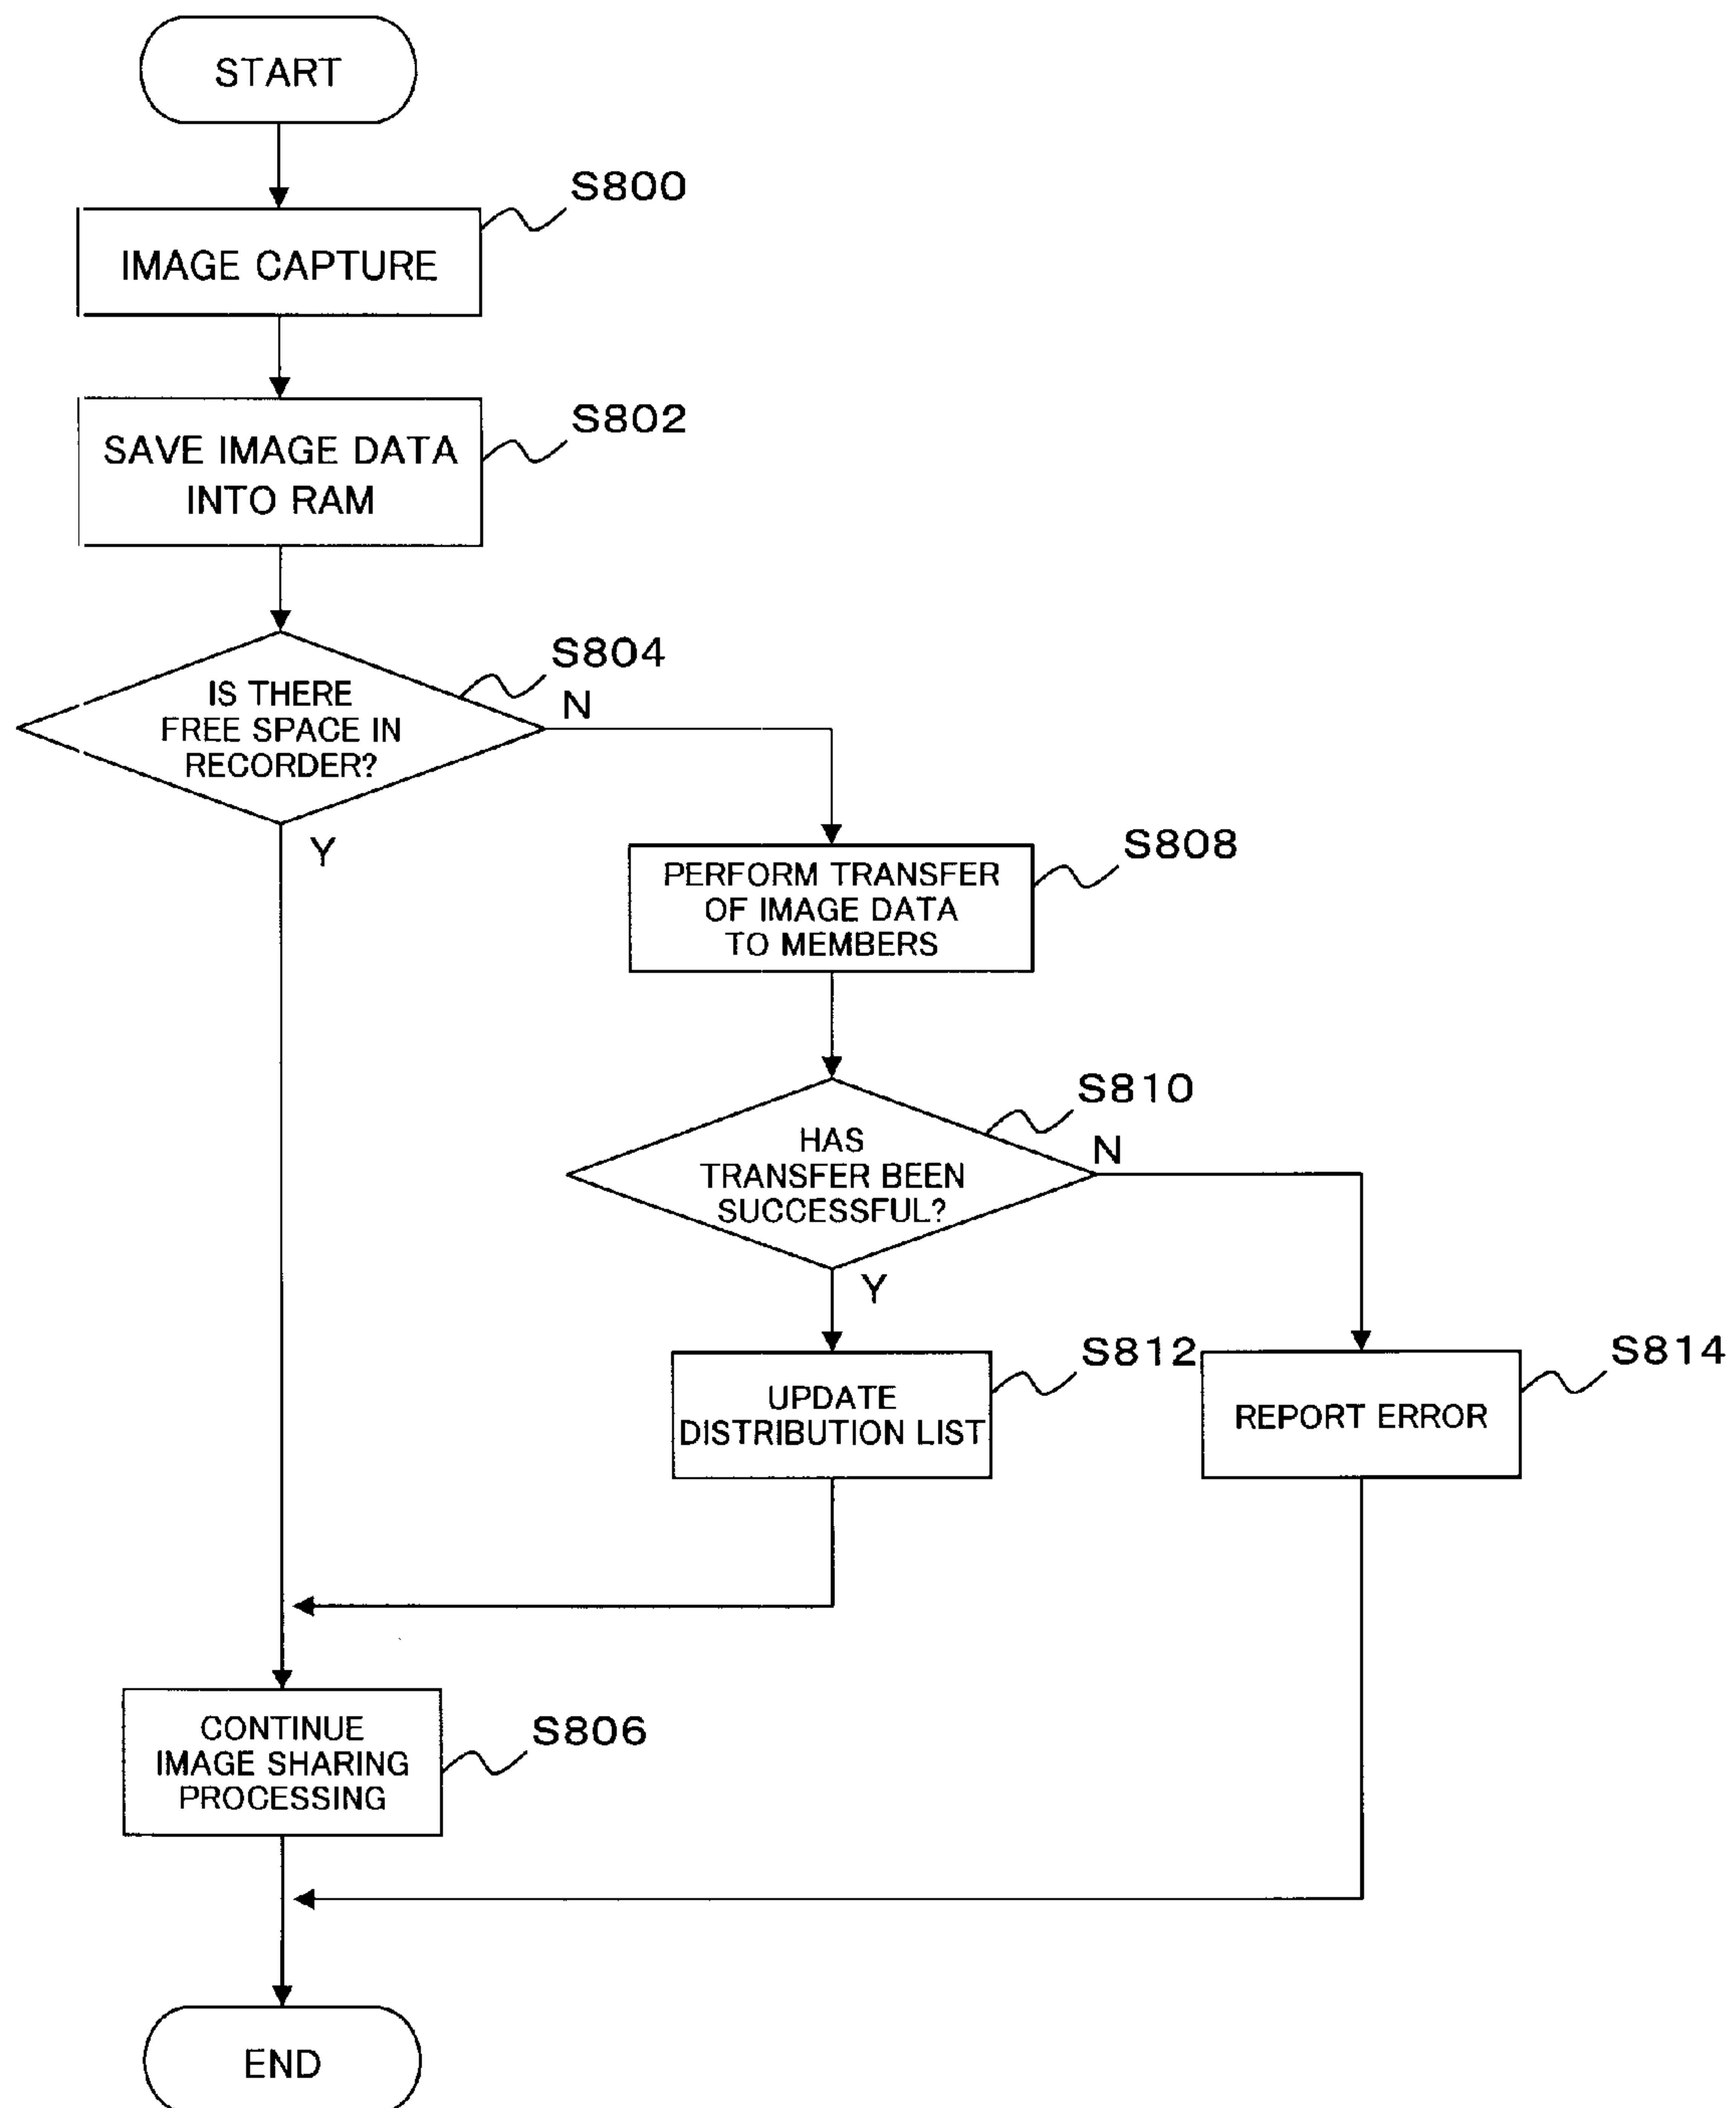 START
S800
IMAGE CAPTURE
S802
SAVE IMAGE DATA
INTO RAM
S804
IS THERE
FREE SPACE IN
RECORDER?
N
Y
S808
PERFORM TRANSFER
OF IMAGE DATA
TO MEMBERS
S810
HAS
TRANSFER BEEN
SUCCESSFUL?
N
Y
S812
UPDATE
DISTRIBUTION LIST
S814
REPORT ERROR
CONTINUE
IMAGE SHARING
PROCESSING
S806
END